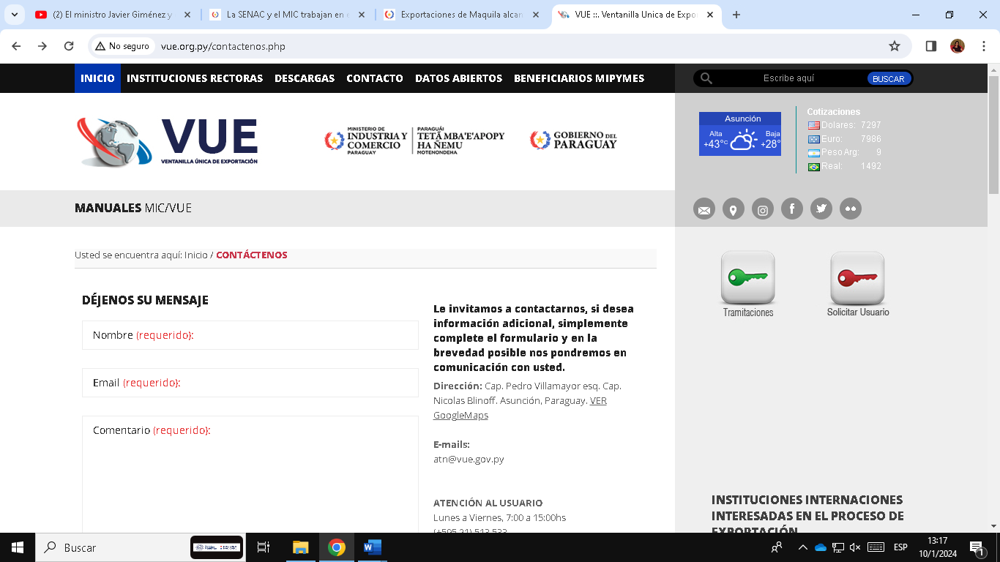 (2) El ministro Javier Giménez y
La SENAC y el MIC trabajan en
Exportaciones de Maquila alcan
VUE ::. Ventanilla Unica de Expo
No seguro
vue.org.py/contactenos.php
INICIO
INSTITUCIONES RECTORAS
DESCARGAS
CONTACTO
DATOS ABIERTOS
BENEFICIARIOS MIPYMES
Escribe aquí
BUSCAR
VUE
VENTANILLA ÚNICA DE EXPORTACIÓN
MINISTERIO DE
INDUSTRIA Y
COMERCIO
PARAGUAY
PARAGUÁI
TETÃ MBA'E'APOPY
HA ÑEMU
MOTENONDEHA
GOBIERNO DEL
PARAGUAY
Asunción
Alta
+43°C
Baja
+28°
Cotizaciones
Dolares: 7297
Euro: 7986
Peso Arg: 9
Real: 1492
MANUALES MIC/VUE
Usted se encuentra aquí: Inicio / CONTÁCTENOS
DÉJENOS SU MENSAJE
Nombre (requerido):
Email (requerido):
Comentario (requerido):
Le invitamos a contactarnos, si desea
información adicional, simplemente
complete el formulario y en la
brevedad posible nos pondremos en
comunicación con usted.
Dirección: Cap. Pedro Villamayor esq. Cap.
Nicolas Blinoff. Asunción, Paraguay. VER
GoogleMaps
E-mails:
atn@vue.gov.py
ATENCIÓN AL USUARIO
Lunes a Viernes, 7:00 a 15:00hs
(+595 21) 513 533
Tramitaciones
Solicitar Usuario
INSTITUCIONES INTERNACIONES
INTERESADAS EN EL PROCESO DE
EXPORTACIÓN
Buscar
ESP
13:17
10/1/2024
1